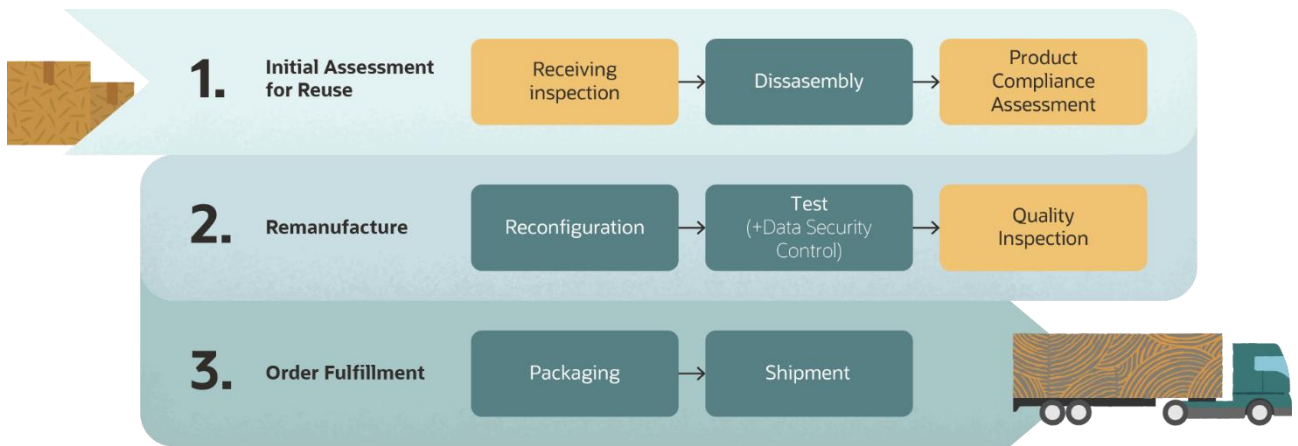 1.
Initial Assessment
for Reuse
Receiving
inspection
Dissasembly
Product
Compliance
Assessment
2.
Remanufacture
Reconfiguration
Test
(+Data Security
Control)
Quality
Inspection
3.
Order Fulfillment
Packaging
Shipment